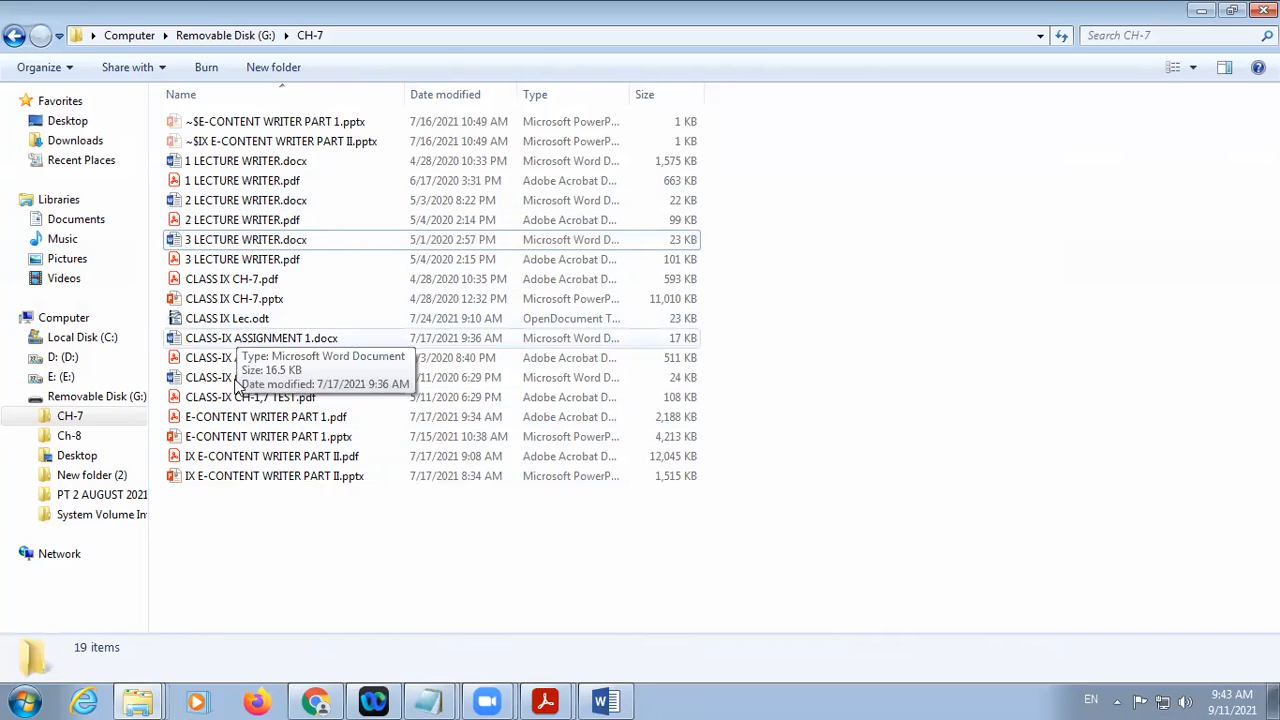 Computer
Removable Disk (G:)
CH-7
Search CH-7
Organize
Share with
Burn
New folder
Name
Date modified
Type
Size
Favorites
Desktop
Downloads
Recent Places
Libraries
Documents
Music
Pictures
Videos
Computer
Local Disk (C:)
D: (D:)
E: (E:)
Removable Disk (G:)
CH-7
Ch-8
Desktop
New folder (2)
PT 2 AUGUST 2021
System Volume In
Network
~$E-CONTENT WRITER PART 1.pptx 7/16/2021 10:49 AM Microsoft PowerP... 1 KB
~$IX E-CONTENT WRITER PART II.pptx 7/16/2021 10:49 AM Microsoft PowerP... 1 KB
1 LECTURE WRITER.docx 4/28/2020 10:33 PM Microsoft Word D... 1,575 KB
1 LECTURE WRITER.pdf 6/17/2020 3:31 PM Adobe Acrobat D... 663 KB
2 LECTURE WRITER.docx 5/3/2020 8:22 PM Microsoft Word D... 22 KB
2 LECTURE WRITER.pdf 5/4/2020 2:14 PM Adobe Acrobat D... 99 KB
3 LECTURE WRITER.docx 5/1/2020 2:57 PM Microsoft Word D... 23 KB
3 LECTURE WRITER.pdf 5/4/2020 2:15 PM Adobe Acrobat D... 101 KB
CLASS IX CH-7.pdf 4/28/2020 10:35 PM Adobe Acrobat D... 593 KB
CLASS IX CH-7.pptx 4/28/2020 12:32 PM Microsoft PowerP... 11,010 KB
CLASS IX Lec.odt 7/24/2021 9:10 AM OpenDocument T... 23 KB
CLASS-IX ASSIGNMENT 1.docx 7/17/2021 9:36 AM Microsoft Word D... 17 KB
CLASS-IX /3/2020 8:40 PM Adobe Acrobat D... 511 KB
CLASS-IX /11/2020 6:29 PM Microsoft Word D... 24 KB
CLASS-IX CH-1,7 TEST.pdf /11/2020 6:29 PM Adobe Acrobat D... 108 KB
E-CONTENT WRITER PART 1.pdf 7/17/2021 9:34 AM Adobe Acrobat D... 2,188 KB
E-CONTENT WRITER PART 1.pptx 7/15/2021 10:38 AM Microsoft PowerP... 4,213 KB
IX E-CONTENT WRITER PART II.pdf 7/17/2021 9:08 AM Adobe Acrobat D... 12,045 KB
IX E-CONTENT WRITER PART II.pptx 7/17/2021 8:34 AM Microsoft PowerP... 1,515 KB
Type: Microsoft Word Document
Size: 16.5 KB
Date modified: 7/17/2021 9:36 AM
19 items
EN
9:43 AM
9/11/2021